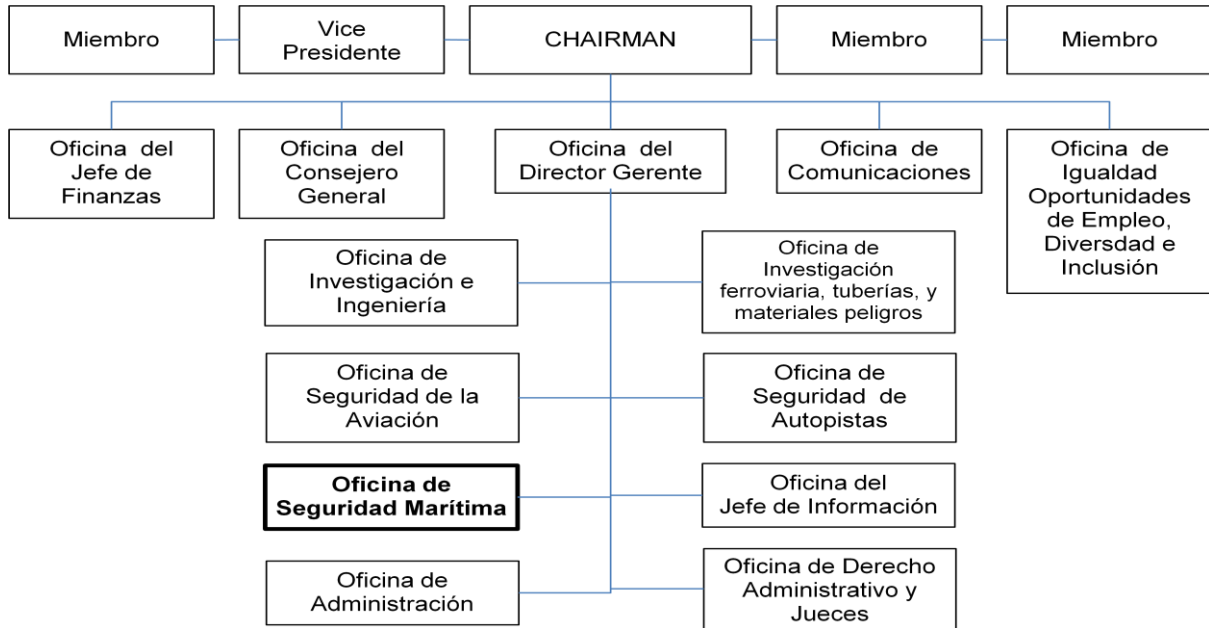 Miembro
Vice
Presidente
CHAIRMAN
Miembro
Miembro
Oficina del
Jefe de
Finanzas
Oficina del
Consejero
General
Oficina del
Director Gerente
Oficina de
Comunicaciones
Oficina de
Igualdad
Oportunidades
de Empleo,
Diversdad e
Inclusión
Oficina de
Investigación e
Ingeniería
Oficina de
Investigación
ferroviaria, tuberías, y
materiales peligros
Oficina de
Seguridad de la
Aviación
Oficina de
Seguridad de
Autopistas
Oficina de
Seguridad Marítima
Oficina del
Jefe de Información
Oficina de
Administración
Oficina de Derecho
Administrativo y
Jueces